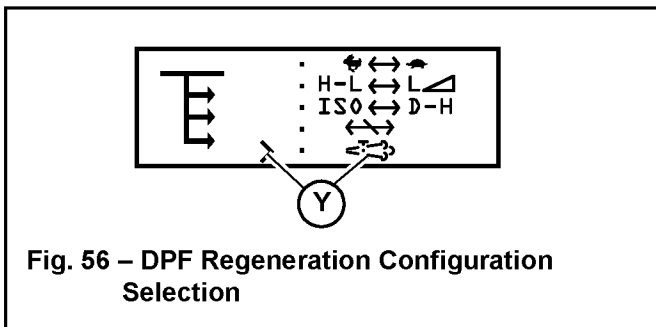 H-L L
ISO D-H
Y
Fig. 56 – DPF Regeneration Configuration
Selection